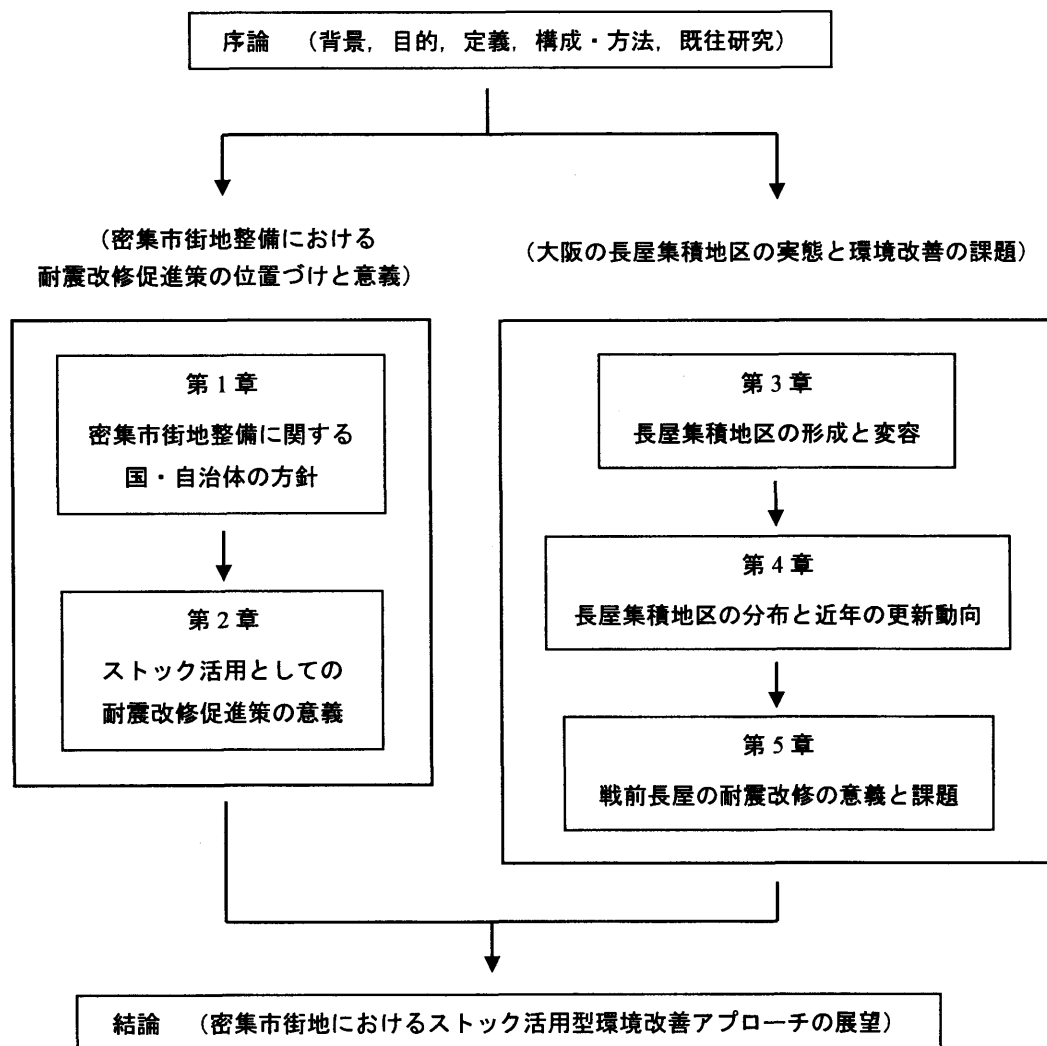 序論 (背景，目的，定義，構成・方法，既往研究)
(密集市街地整備における
耐震改修促進策の位置づけと意義)
第1章
密集市街地整備に関する
国・自治体の方針
第2章
ストック活用としての
耐震改修促進策の意義
(大阪の長屋集積地区の実態と環境改善の課題)
第3章
長屋集積地区の形成と変容
第4章
長屋集積地区の分布と近年の更新動向
第5章
戦前長屋の耐震改修の意義と課題
結論 (密集市街地におけるストック活用型環境改善アプローチの展望)